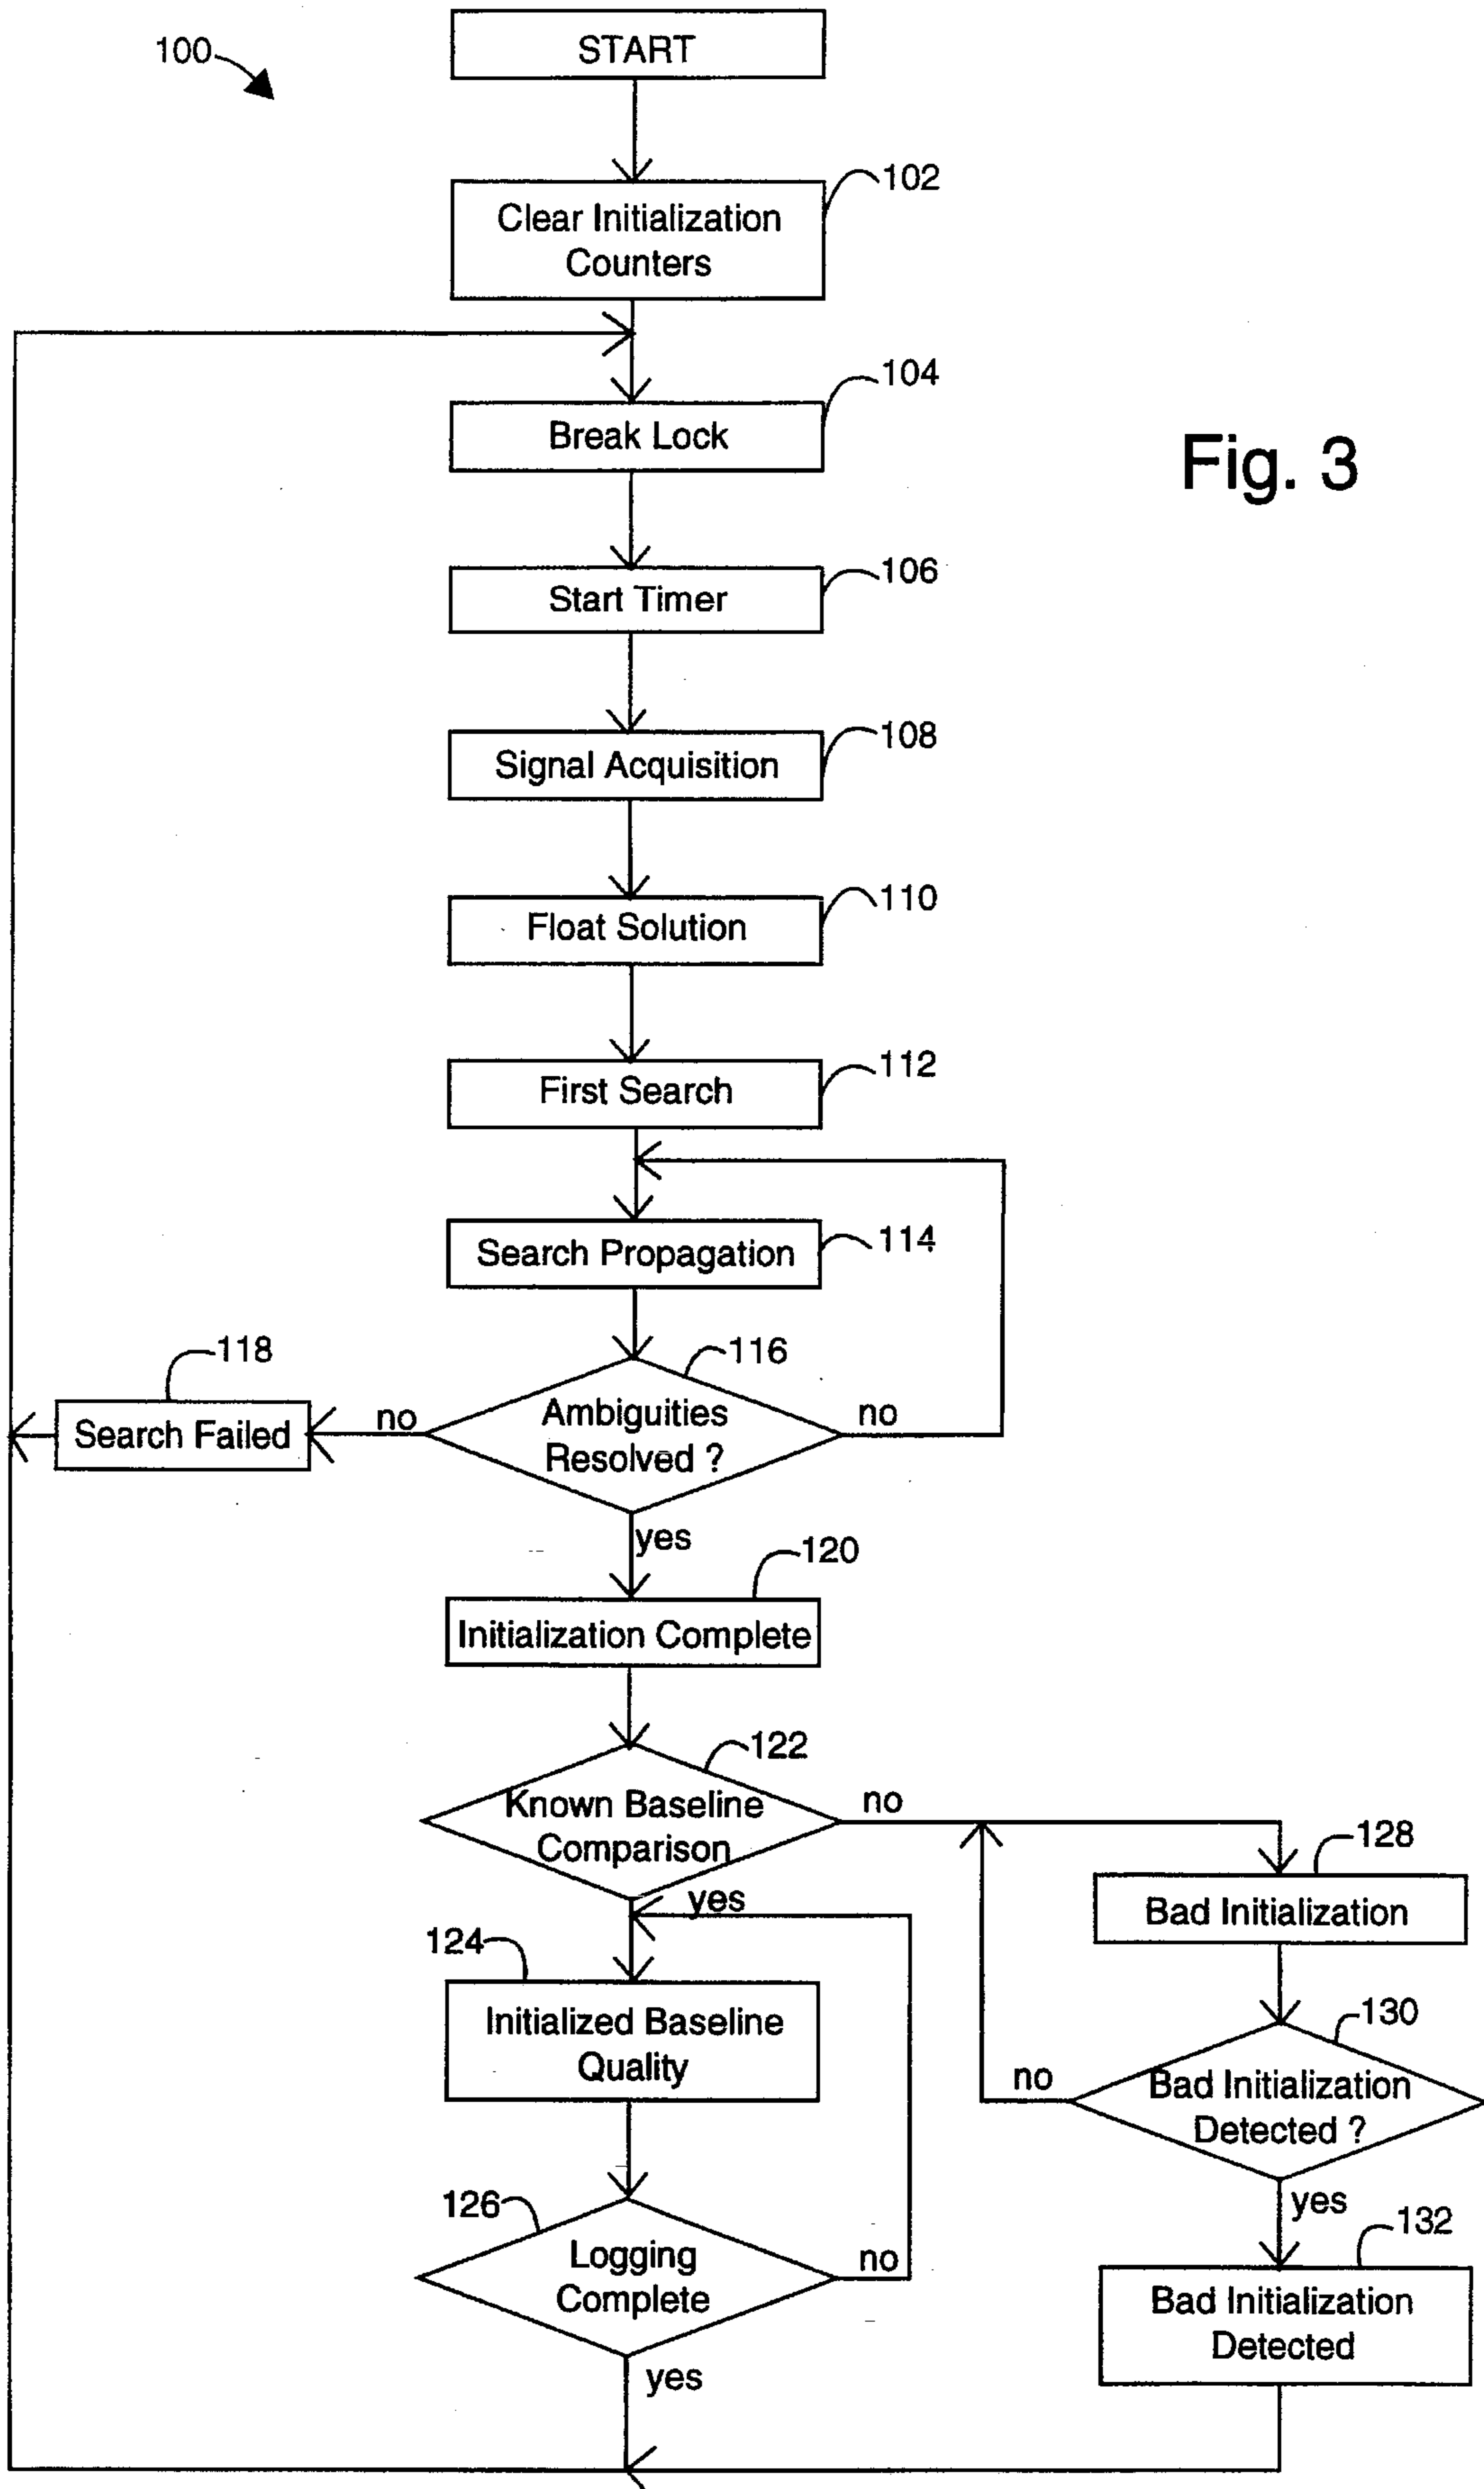 100
START
102
Clear Initialization
Counters
104
Break Lock
Fig. 3
106
Start Timer
108
Signal Acquisition
110
Float Solution
112
First Search
114
Search Propagation
118
116
Search Failed
no
Ambiguities
Resolved ?
no
yes
120
Initialization Complete
122
Known Baseline
Comparison
no
128
Bad Initialization
yes
124
Initialized Baseline
Quality
130
no
Bad Initialization
Detected ?
126
Logging
Complete
no
yes
132
Bad Initialization
Detected
yes